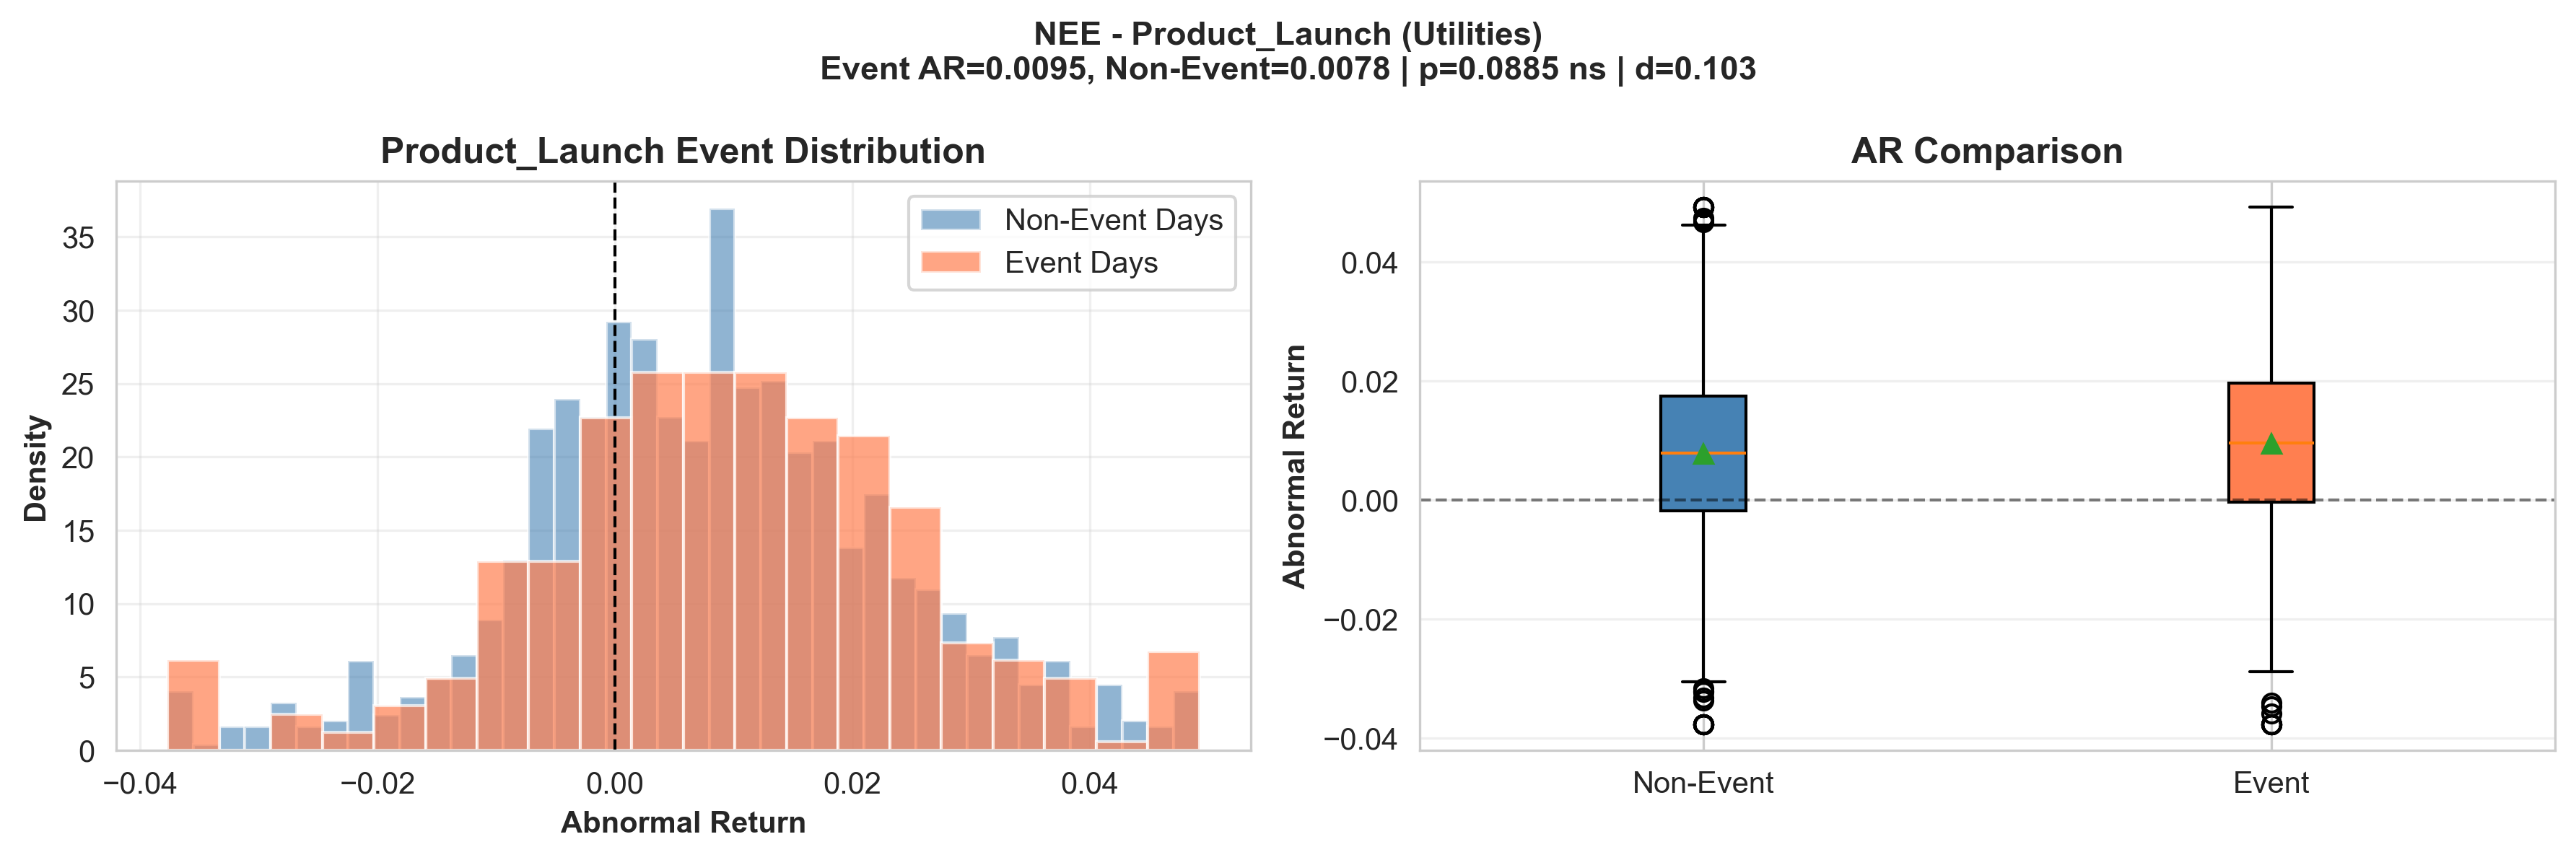 NEE - Product_Launch (Utilities)
Event AR=0.0095, Non-Event=0.0078 | p=0.0885 ns | d=0.103
Product_Launch Event Distribution
Density
35
30
25
20
15
10
5
0
−0.04
−0.02
0.00
0.02
0.04
Abnormal Return
Non-Event Days
Event Days
AR Comparison
Abnormal Return
0.04
0.02
0.00
−0.02
−0.04
Non-Event
Event